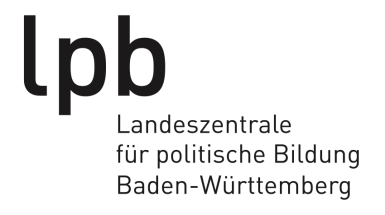 lpb
Landeszentrale
für politische Bildung
Baden-Württemberg